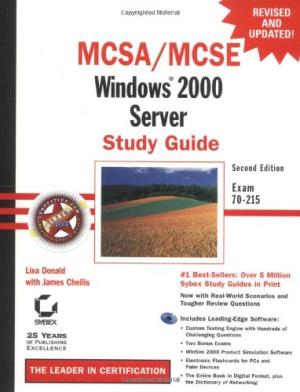 Copyrighted Material
REVISED
AND
UPDATED!
MCSA/MCSE
Windows® 2000
Server
Study Guide
Second Edition
Exam
70-215
Lisa Donald
with James Chellis
SYBEX
25 YEARS
OF PUBLISHING
EXCELLENCE
#1 Best-Sellers: Over 5 Million
Sybex Study Guides in Print
Now with Real-World Scenarios and
Tougher Review Questions
Includes Leading-Edge Software:
• Custom Testing Engine with Hundreds of
Challenging Questions
• Two Bonus Exams
• WinSim 2000 Product Simulation Software
• Electronic Flashcards for PCs and
Palm Devices
• The Entire Book in Digital Format, plus
the Dictionary of Networking
THE LEADER IN CERTIFICATION
Copyrighted Material